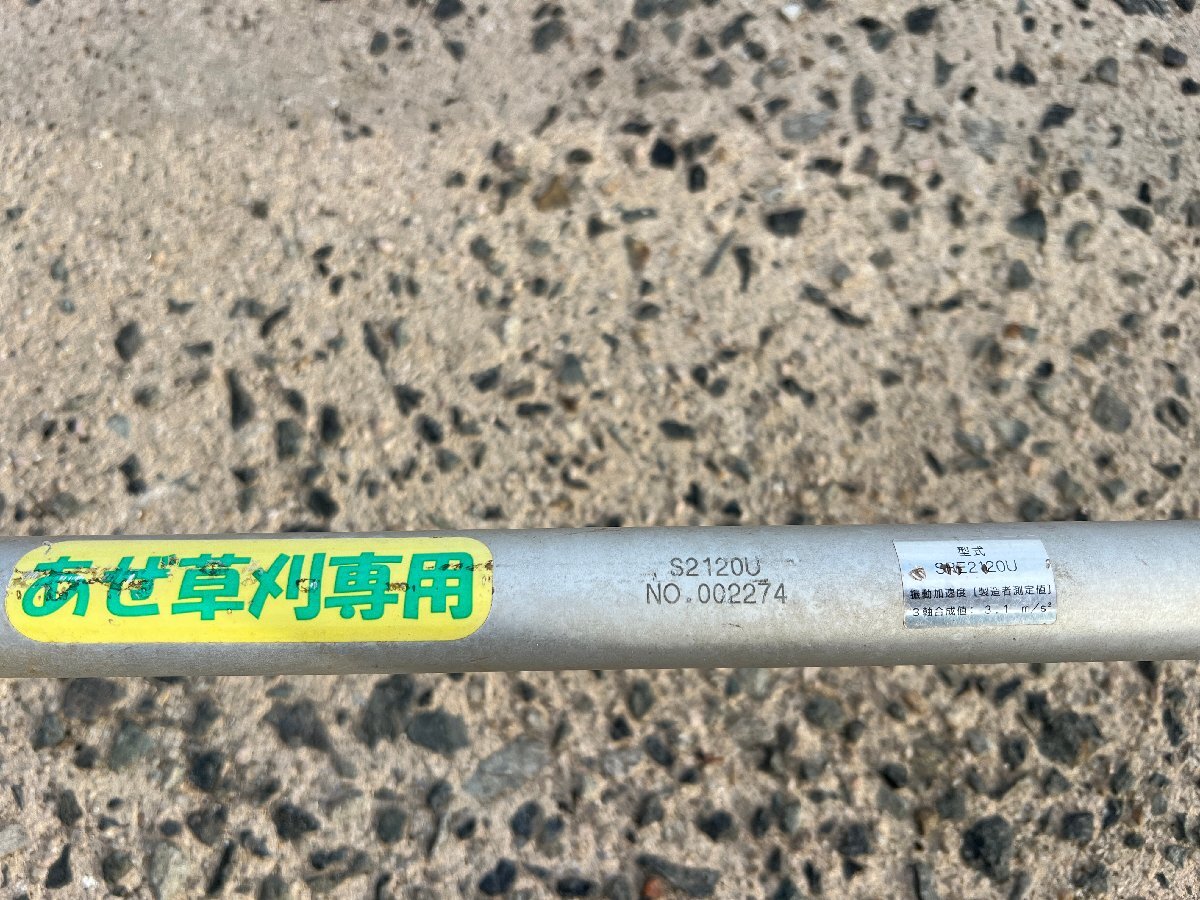 あぜ草刈専用
S2120U
NO.002274
型式
SRE2120U
振動加速度 [製造者測定値]
3軸合成値: 3.1 m/s²